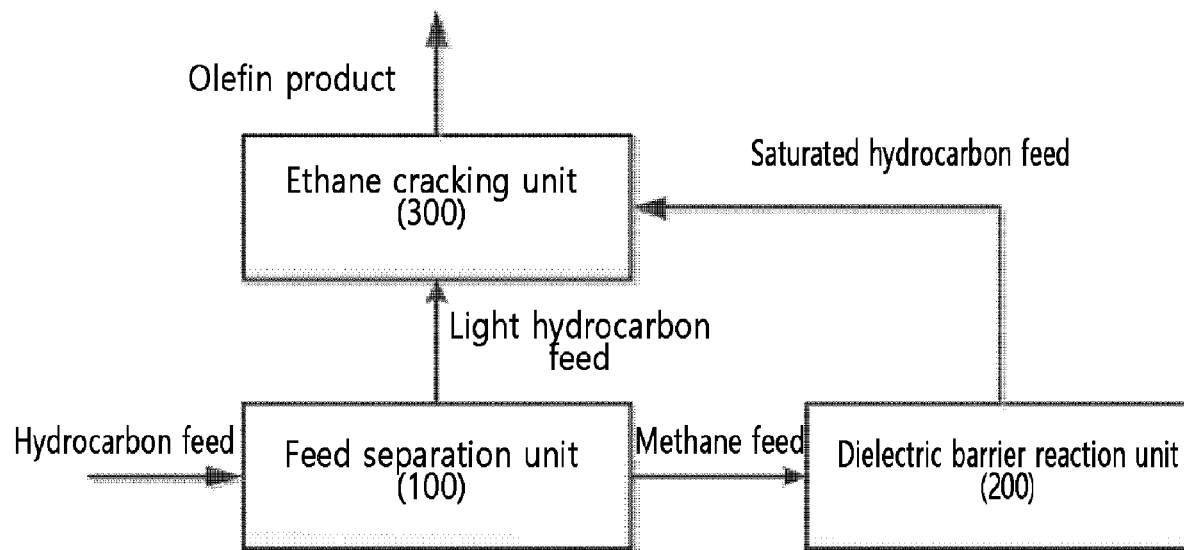 Olefin product
Ethane cracking unit
(300)
Saturated hydrocarbon feed
Light hydrocarbon
feed
Hydrocarbon feed
Feed separation unit
(100)
Methane feed
Dielectric barrier reaction unit
(200)